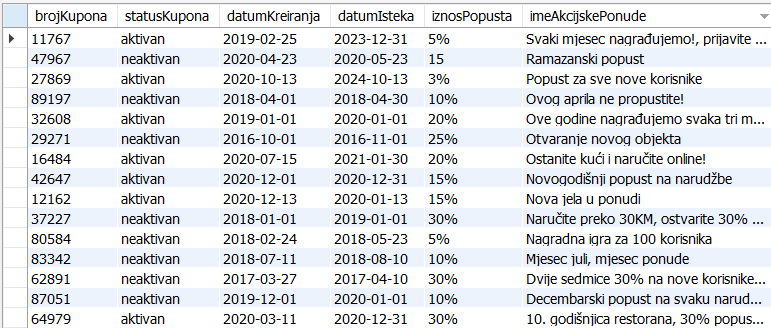 brojKupona statusKupona datumKreiranja datumIsteka iznosPopusta imeAkcijskePonude
11767 aktivan 2019-02-25 2023-12-31 5% Svaki mjesec nagrađujemo!, prijavite ...
47967 neaktivan 2020-04-23 2020-05-23 15 Ramazanski popust
27869 aktivan 2020-10-13 2024-10-13 3% Popust za sve nove korisnike
89197 neaktivan 2018-04-01 2018-04-30 10% Ovog aprila ne propustite!
32608 aktivan 2019-01-01 2020-01-01 20% Ove godine nagrađujemo svaka tri m...
29271 neaktivan 2016-10-01 2016-11-01 25% Otvaranje novog objekta
16484 aktivan 2020-07-15 2021-01-30 20% Ostanite kući i naručite online!
42647 aktivan 2020-12-01 2020-12-31 15% Novogodišnji popust na narudžbe
12162 aktivan 2020-12-13 2020-01-13 15% Nova jela u ponudi
37227 neaktivan 2018-01-01 2019-01-01 30% Naručite preko 30KM, ostvarite 30% ...
80584 neaktivan 2018-02-24 2018-05-23 5% Nagradna igra za 100 korisnika
83342 neaktivan 2018-07-11 2018-08-10 10% Mjesec juli, mjesec ponude
62891 neaktivan 2017-03-27 2017-04-10 30% Dvije sedmice 30% na nove korisnike...
87051 neaktivan 2019-12-01 2020-01-01 10% Decembarski popust na svaku narud...
64979 aktivan 2020-03-11 2020-12-31 30% 10. godišnjica restorana, 30% popus...